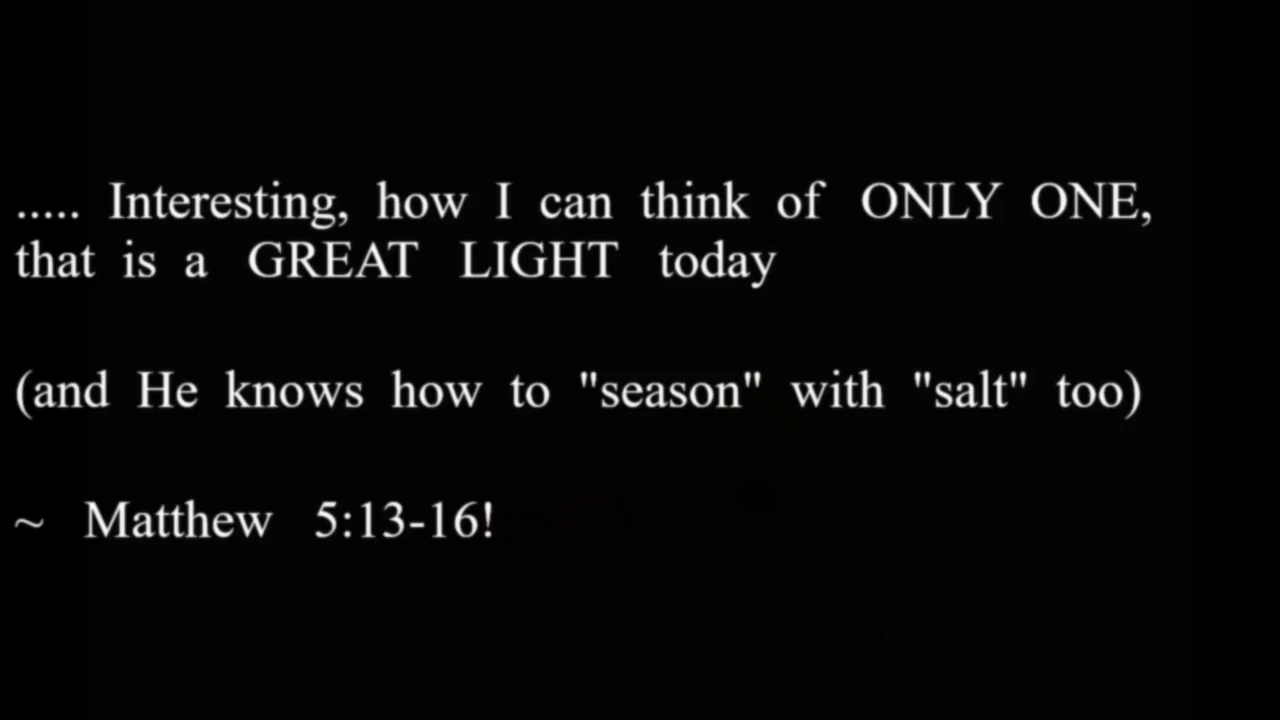 ..... Interesting, how I can think of ONLY ONE,
that is a GREAT LIGHT today
(and He knows how to "season" with "salt" too)
~ Matthew 5:13-16!